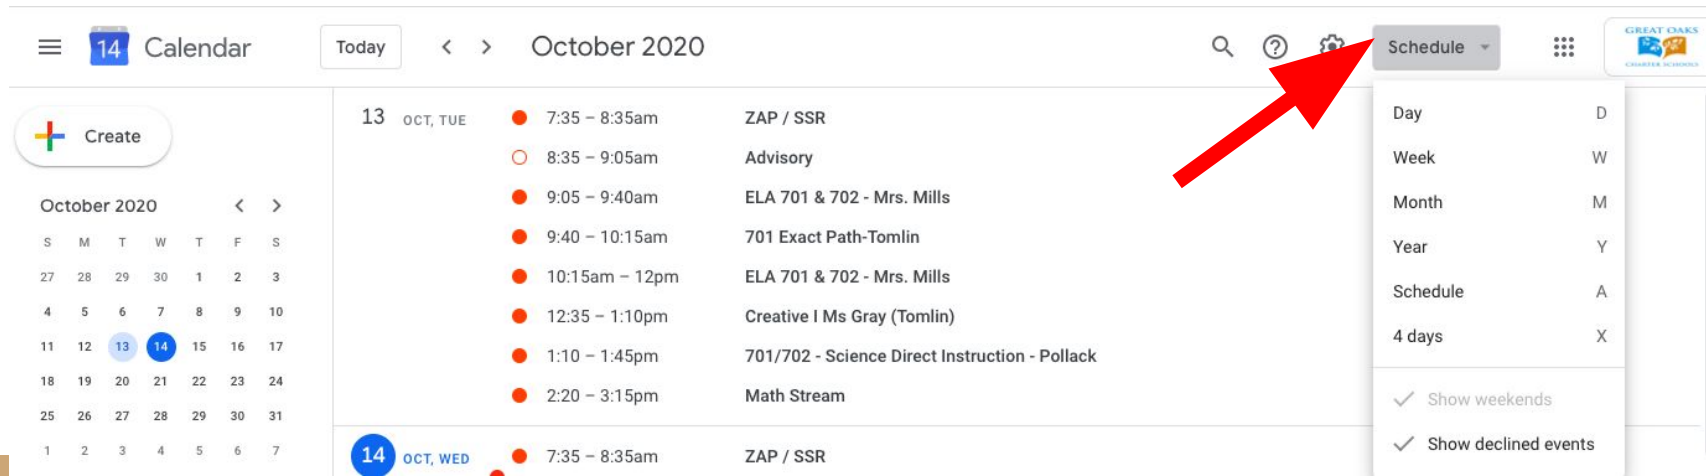 14 Calendar Today October 2020 Schedule GREAT OAKS
CHARTER SCHOOLS
Create
October 2020
S M T W T F S
27 28 29 30 1 2 3
4 5 6 7 8 9 10
11 12 13 14 15 16 17
18 19 20 21 22 23 24
25 26 27 28 29 30 31
1 2 3 4 5 6 7
13 OCT, TUE 7:35 – 8:35am ZAP / SSR
8:35 – 9:05am Advisory
9:05 – 9:40am ELA 701 & 702 - Mrs. Mills
9:40 – 10:15am 701 Exact Path-Tomlin
10:15am – 12pm ELA 701 & 702 - Mrs. Mills
12:35 – 1:10pm Creative I Ms Gray (Tomlin)
1:10 – 1:45pm 701/702 - Science Direct Instruction - Pollack
2:20 – 3:15pm Math Stream
14 OCT, WED 7:35 – 8:35am ZAP / SSR
Day D
Week W
Month M
Year Y
Schedule A
4 days X
Show weekends
Show declined events